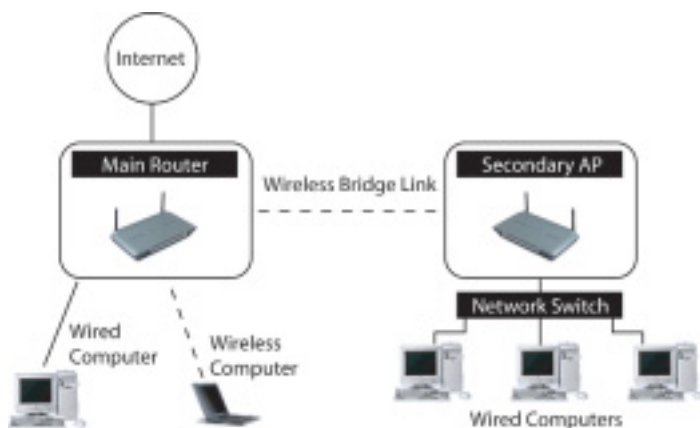 Internet
Main Router
Secondary AP
Wireless Bridge Link
Network Switch
Wired
Computer
Wireless
Computer
Wired Computers